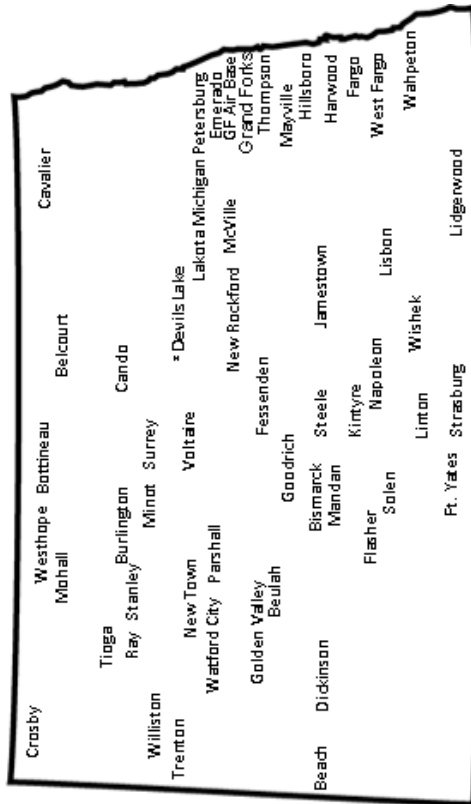 Crosby
Westhope Bottineau
Cavalier
Mohall
Belcourt
Tioga
Burlington
Cando
Ray Stanley
Minot Surrey
Williston
Trenton
* Devils Lake
New Town
Voltaire
Lakota Michigan Petersburg
Watford City Parshall
Emerado
New Rockford McVille
GF Air Base
Grand Forks
Golden Valley
Fessenden
Thompson
Beulah
Goodrich
Mayville
Hillsboro
Beach Dickinson
Bismarck Steele
Jamestown
Harwood
Mandan
Kintyre
Fargo
Flasher
Napoleon
West Fargo
Solen
Lisbon
Linton
Wishek
Wahpeton
Ft. Yates Strasburg
Lidgerwood